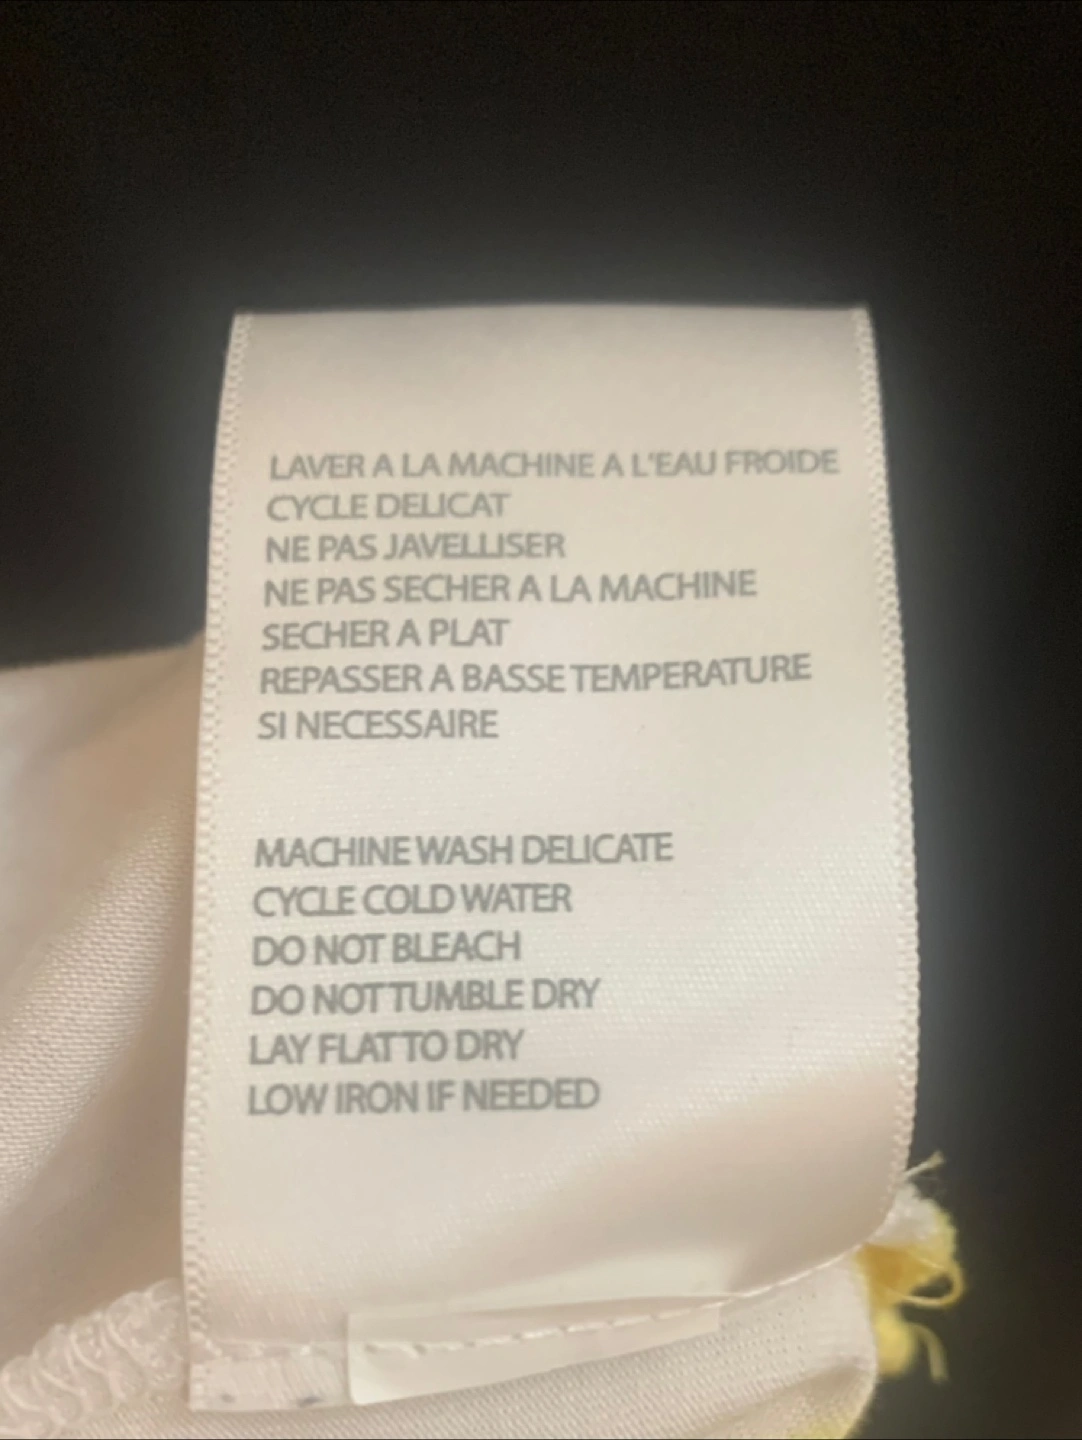 LAVER A LA MACHINE A L'EAU FROIDE
CYCLE DELICAT
NE PAS JAVELLISER
NE PAS SECHER A LA MACHINE
SECHER A PLAT
REPASSER A BASSE TEMPERATURE
SI NECESSAIRE
MACHINE WASH DELICATE
CYCLE COLD WATER
DO NOT BLEACH
DO NOT TUMBLE DRY
LAY FLAT TO DRY
LOW IRON IF NEEDED